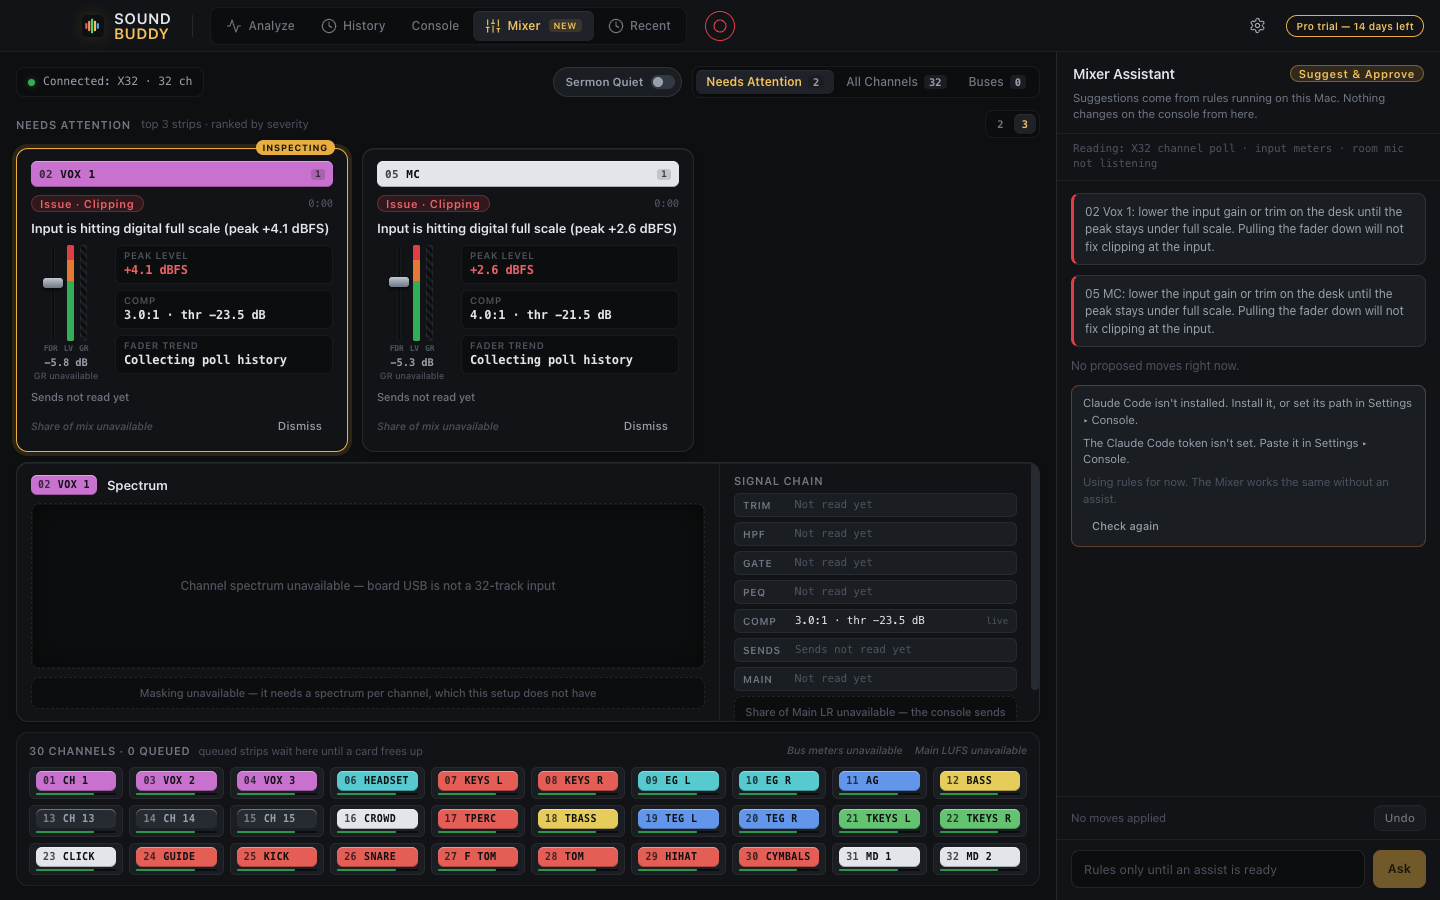 SOUND
BUDDY
Analyze
History
Console
Mixer NEW
Recent
Pro trial — 14 days left
Connected: X32 · 32 ch
Sermon Quiet
Needs Attention 2
All Channels 32
Buses 0
NEEDS ATTENTION top 3 strips · ranked by severity
2 3
INSPECTING
02 VOX 1 1
Issue · Clipping 0:00
Input is hitting digital full scale (peak +4.1 dBFS)
PEAK LEVEL
+4.1 dBFS
COMP
3.0:1 · thr −23.5 dB
FADER TREND
Collecting poll history
FDR LV GR
−5.8 dB
GR unavailable
Sends not read yet
Share of mix unavailable
Dismiss
05 MC 1
Issue · Clipping 0:00
Input is hitting digital full scale (peak +2.6 dBFS)
PEAK LEVEL
+2.6 dBFS
COMP
4.0:1 · thr −21.5 dB
FADER TREND
Collecting poll history
FDR LV GR
−5.3 dB
GR unavailable
Sends not read yet
Share of mix unavailable
Dismiss
02 VOX 1 Spectrum
Channel spectrum unavailable — board USB is not a 32-track input
Masking unavailable — it needs a spectrum per channel, which this setup does not have
SIGNAL CHAIN
TRIM Not read yet
HPF Not read yet
GATE Not read yet
PEQ Not read yet
COMP 3.0:1 · thr −23.5 dB live
SENDS Sends not read yet
MAIN Not read yet
Share of Main LR unavailable — the console sends
30 CHANNELS · 0 QUEUED queued strips wait here until a card frees up
Bus meters unavailable Main LUFS unavailable
01 CH 1
03 VOX 2
04 VOX 3
06 HEADSET
07 KEYS L
08 KEYS R
09 EG L
10 EG R
11 AG
12 BASS
13 CH 13
14 CH 14
15 CH 15
16 CROWD
17 TPERC
18 TBASS
19 TEG L
20 TEG R
21 TKEYS L
22 TKEYS R
23 CLICK
24 GUIDE
25 KICK
26 SNARE
27 F TOM
28 TOM
29 HIHAT
30 CYMBALS
31 MD 1
32 MD 2
Mixer Assistant
Suggest & Approve
Suggestions come from rules running on this Mac. Nothing
changes on the console from here.
Reading: X32 channel poll · input meters · room mic
not listening
02 Vox 1: lower the input gain or trim on the desk until the
peak stays under full scale. Pulling the fader down will not
fix clipping at the input.
05 MC: lower the input gain or trim on the desk until the
peak stays under full scale. Pulling the fader down will not
fix clipping at the input.
No proposed moves right now.
Claude Code isn't installed. Install it, or set its path in Settings
▸ Console.
The Claude Code token isn't set. Paste it in Settings ▸
Console.
Using rules for now. The Mixer works the same without an
assist.
Check again
No moves applied
Undo
Rules only until an assist is ready
Ask